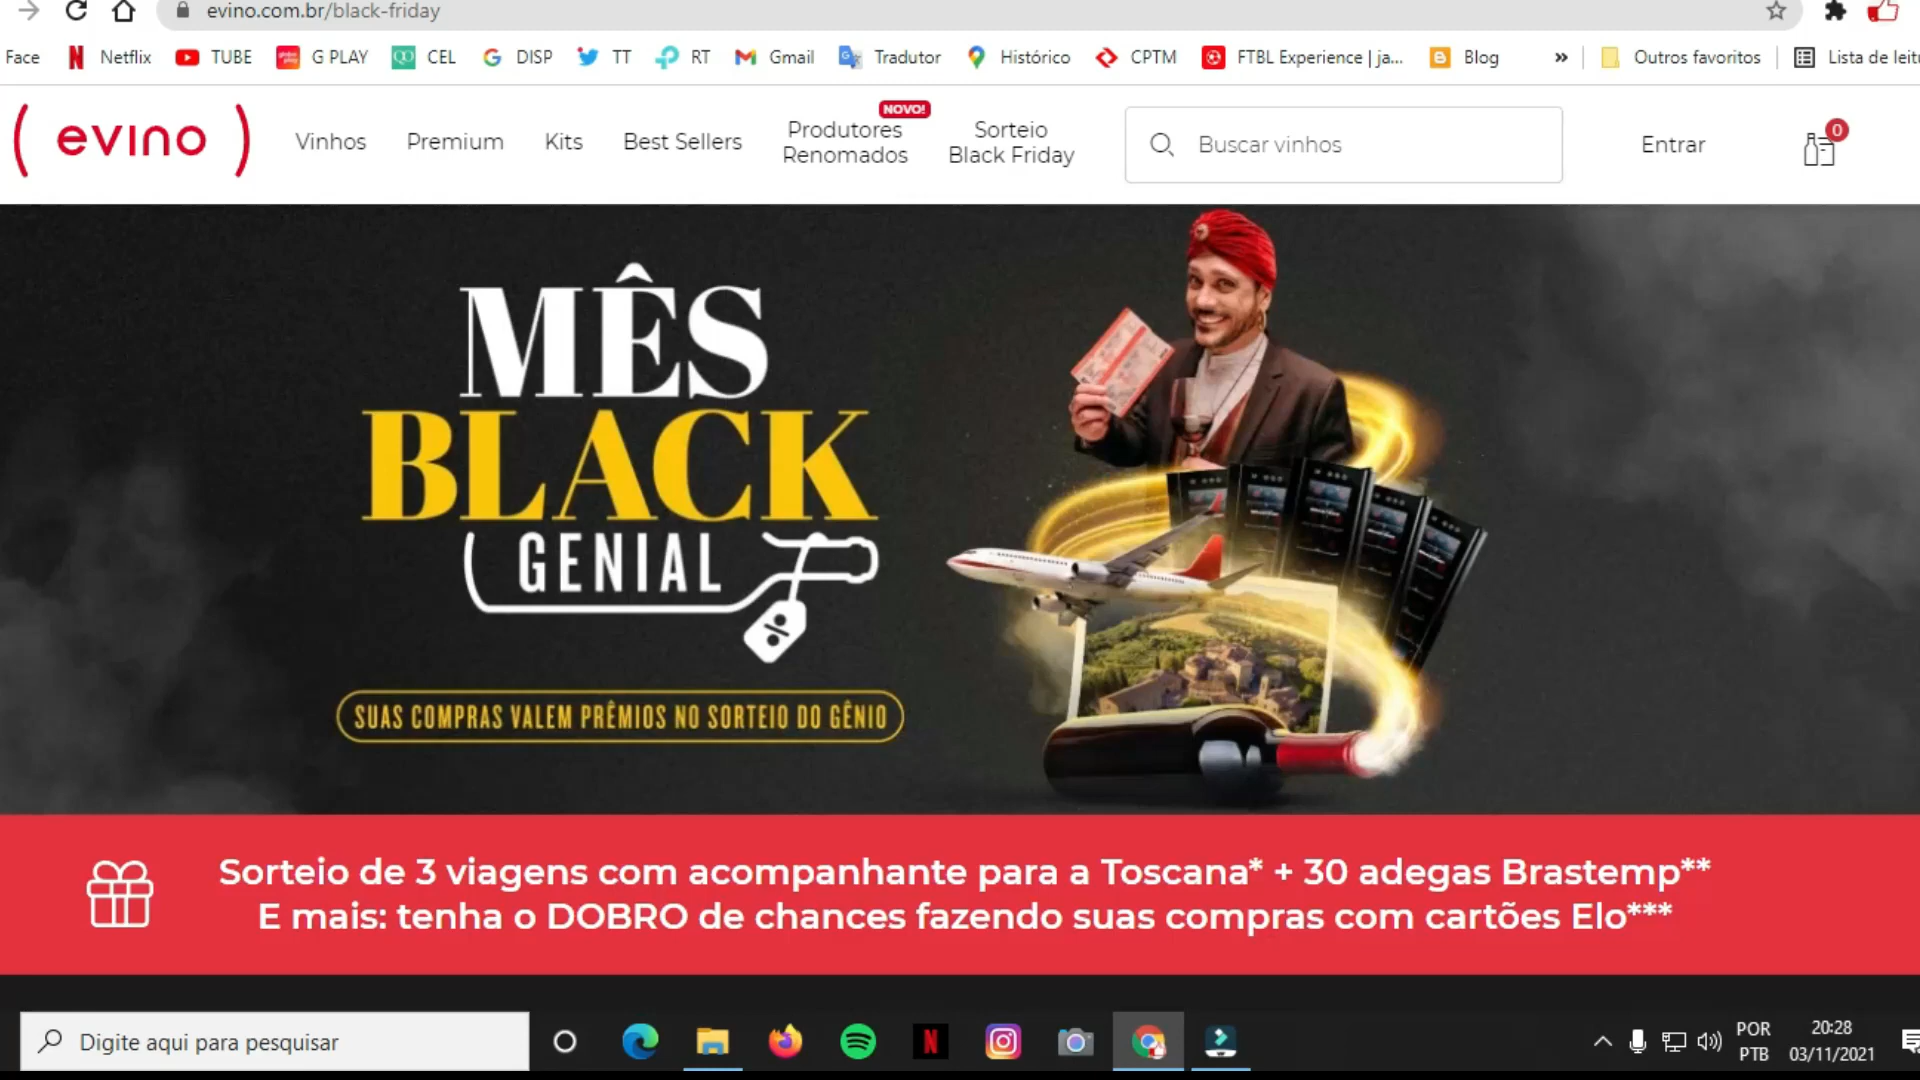 evino.com.br/black-friday
Face Netflix TUBE G PLAY CEL DISP TT RT Gmail Tradutor Histórico CPTM FTBL Experience | ja... Blog » Outros favoritos Lista de leitu
( evino ) Vinhos Premium Kits Best Sellers Produtores Renomados NOVO! Sorteio Black Friday Buscar vinhos Entrar 0
MÊS
BLACK
GENIAL
SUAS COMPRAS VALEM PRÊMIOS NO SORTEIO DO GÊNIO
Sorteio de 3 viagens com acompanhante para a Toscana* + 30 adegas Brastemp**
E mais: tenha o DOBRO de chances fazendo suas compras com cartões Elo***
Digite aqui para pesquisar
POR
PTB
20:28
03/11/2021